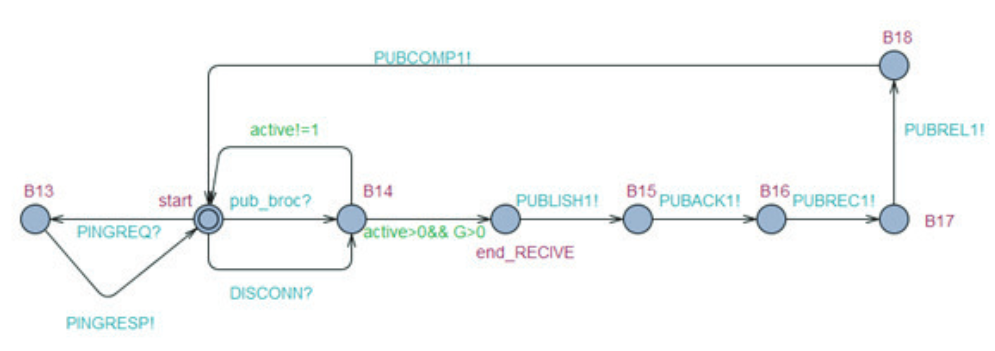 B18
PUBCOMP1!
active!=1
PUBREL1!
B13
start
pub_broc?
B14
PUBLISH1!
B15
PUBACK1!
B16
PUBREC1!
B17
PINGREQ?
active>0&& G>0
end_RECIVE
DISCONN?
PINGRESP!